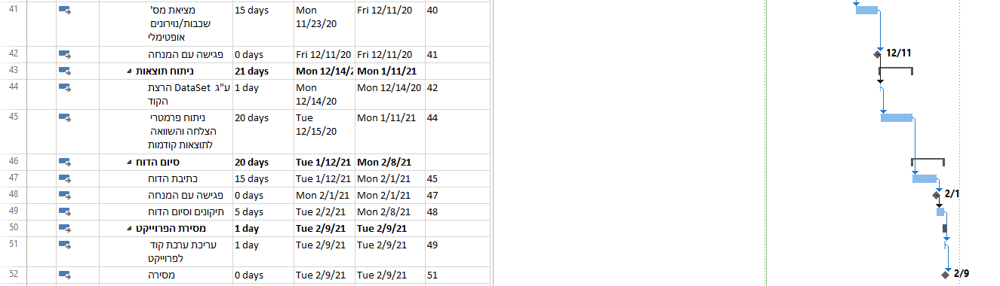 41 מציאת מס' 15 days Mon Fri 12/11/20 40
שכבות/נוירונים 11/23/20
אופטימלי
42 פגישה עם המנחה 0 days Fri 12/11/20 Fri 12/11/20 41 12/11
43 ניתוח תוצאות 21 days Mon 12/14/2 Mon 1/11/21
44 הרצת DataSet ע"ג 1 day Mon Mon 12/14/20 42
הקוד 12/14/20
45 ניתוח פרמטרי 20 days Tue Mon 1/11/21 44
הצלחה והשוואה 12/15/20
לתוצאות קודמות
46 סיום הדוח 20 days Tue 1/12/21 Mon 2/8/21
47 כתיבת הדוח 15 days Tue 1/12/21 Mon 2/1/21 45
48 פגישה עם המנחה 0 days Mon 2/1/21 Mon 2/1/21 47 2/1
49 תיקונים וסיום הדוח 5 days Tue 2/2/21 Mon 2/8/21 48
50 מסירת הפרוייקט 1 day Tue 2/9/21 Tue 2/9/21
51 עריכת ערכת קוד 1 day Tue 2/9/21 Tue 2/9/21 49
לפרוייקט
52 מסירה 0 days Tue 2/9/21 Tue 2/9/21 51 2/9